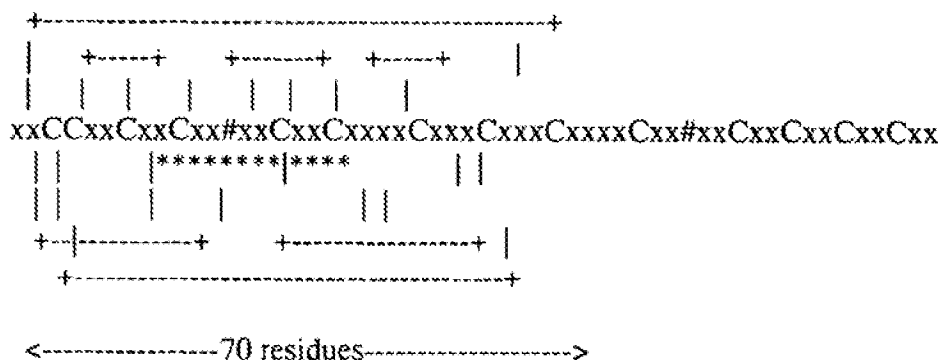 +---------------------------------------------------+
| +-----+ +-------+ +-----+ |
| | | | | | | |
xxCCxxCxxCxx#xxCxxCxxxxCxxxCxxxCxxxxCxx#xxCxxCxxCxxCxx
| | |********|**** | |
| | | | | |
+--|----------+ +----------------+ |
+--------------------------------------+
<----------------70 residues------------------->